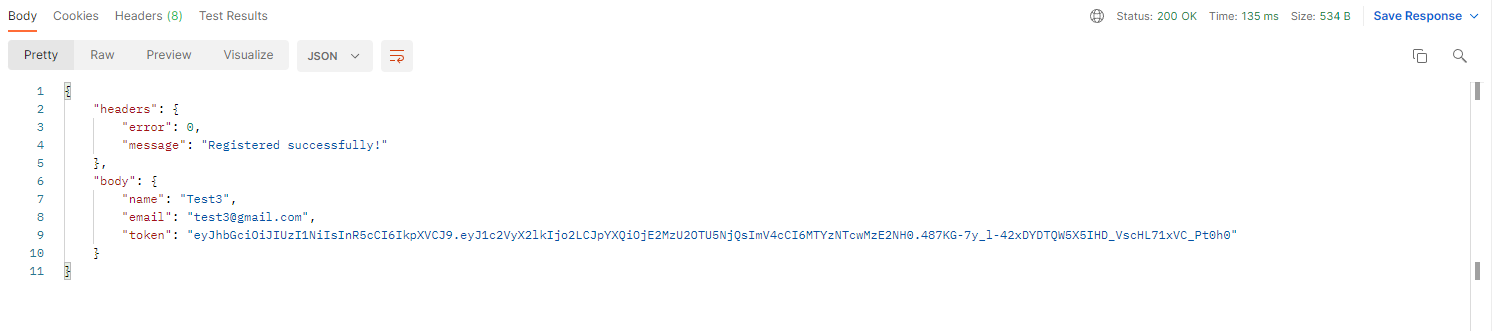 Body Cookies Headers (8) Test Results Status: 200 OK Time: 135 ms Size: 534 B Save Response
Pretty Raw Preview Visualize JSON
1 {
2 "headers": {
3 "error": 0,
4 "message": "Registered successfully!"
5 },
6 "body": {
7 "name": "Test3",
8 "email": "test3@gmail.com",
9 "token": "eyJhbGciOiJIUzI1NiIsInR5cCI6IkpXVCJ9.eyJ1c2VyX2lkIjo2LCJpYXQiOjE2MzU2OTU5NjQsImV4cCI6MTYzNTcwMzE2NH0.487KG-7y_l-42xDYDTQW5X5IHD_VscHL71xVC_Pt0h0"
10 }
11 }